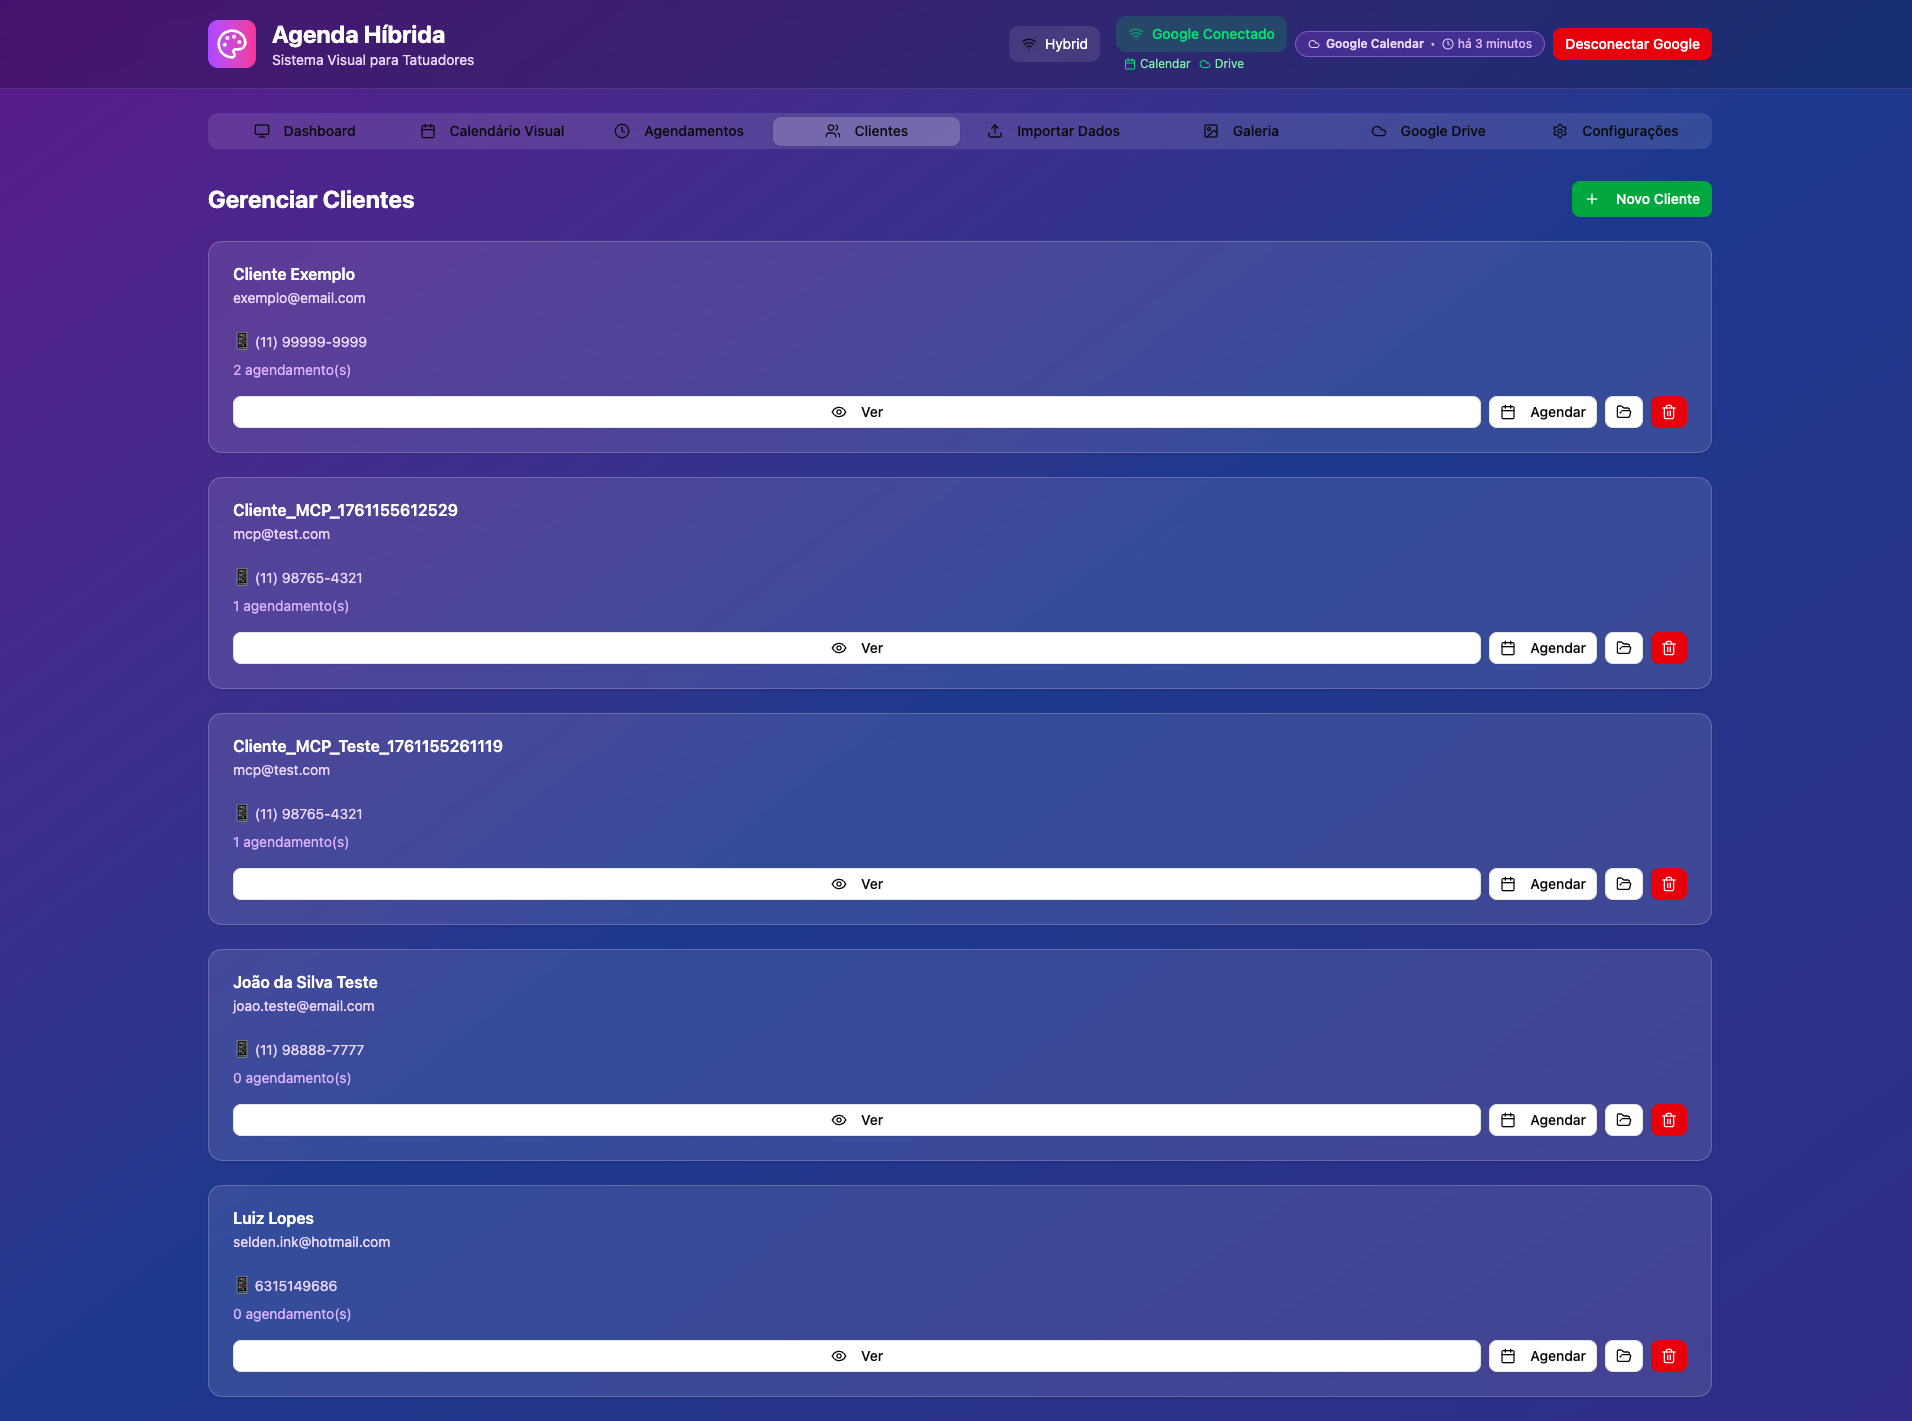 Agenda Híbrida
Sistema Visual para Tatuadores
Hybrid
Google Conectado
Calendar Drive
Google Calendar • há 3 minutos
Desconectar Google
Dashboard Calendário Visual Agendamentos Clientes Importar Dados Galeria Google Drive Configurações
Gerenciar Clientes
Novo Cliente
Cliente Exemplo
exemplo@email.com
(11) 99999-9999
2 agendamento(s)
Ver Agendar
Cliente_MCP_1761155612529
mcp@test.com
(11) 98765-4321
1 agendamento(s)
Ver Agendar
Cliente_MCP_Teste_1761155261119
mcp@test.com
(11) 98765-4321
1 agendamento(s)
Ver Agendar
João da Silva Teste
joao.teste@email.com
(11) 98888-7777
0 agendamento(s)
Ver Agendar
Luiz Lopes
selden.ink@hotmail.com
6315149686
0 agendamento(s)
Ver Agendar